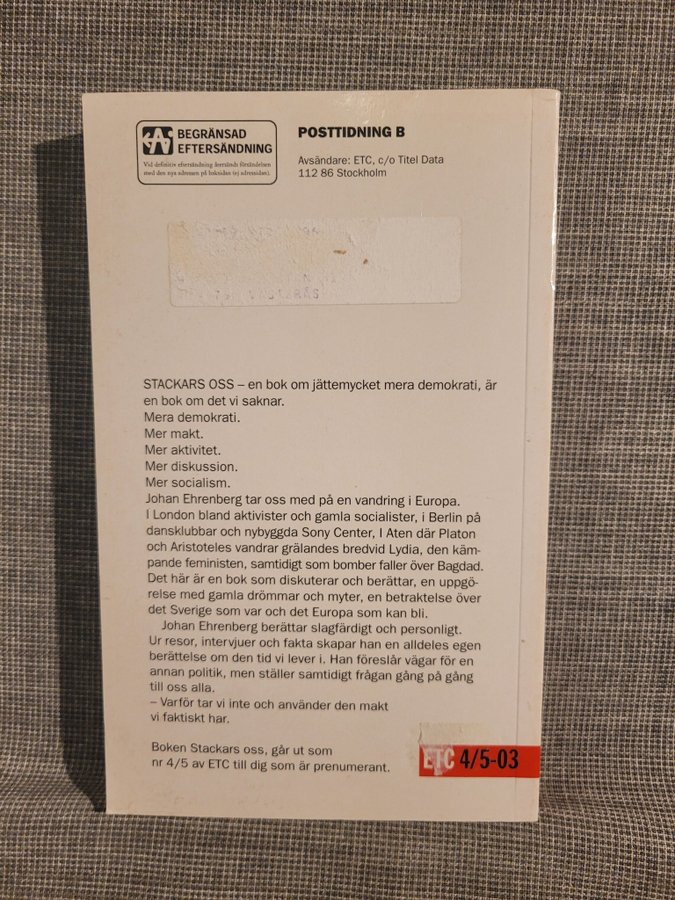 BEGRÄNSAD
EFTERSÄNDNING
Vid definitiv eftersändning återsänds försändelsen
med den nya adressen på baksidan (ej adressidan).
POSTTIDNING B
Avsändare: ETC, c/o Titel Data
112 86 Stockholm
STACKARS OSS – en bok om jättemycket mera demokrati, är
en bok om det vi saknar.
Mera demokrati.
Mer makt.
Mer aktivitet.
Mer diskussion.
Mer socialism.
Johan Ehrenberg tar oss med på en vandring i Europa.
I London bland aktivister och gamla socialister, i Berlin på
dansklubbar och nybyggda Sony Center, I Aten där Platon
och Aristoteles vandrar grälandes bredvid Lydia, den käm-
pande feministen, samtidigt som bomber faller över Bagdad.
Det här är en bok som diskuterar och berättar, en uppgö-
relse med gamla drömmar och myter, en betraktelse över
det Sverige som var och det Europa som kan bli.
Johan Ehrenberg berättar slagfärdigt och personligt.
Ur resor, intervjuer och fakta skapar han en alldeles egen
berättelse om den tid vi lever i. Han föreslår vägar för en
annan politik, men ställer samtidigt frågan gång på gång
till oss alla.
– Varför tar vi inte och använder den makt
vi faktiskt har.
Boken Stackars oss, går ut som
nr 4/5 av ETC till dig som är prenumerant.
ETC 4/5-03